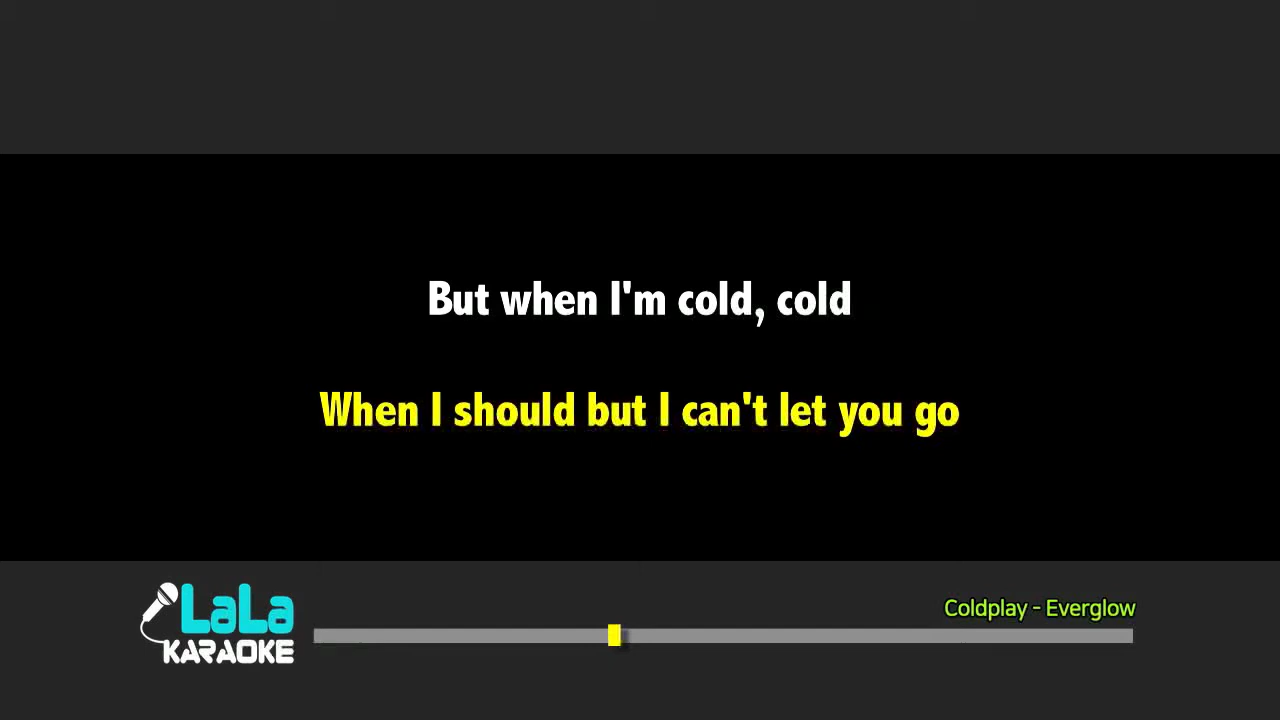 But when I'm cold, cold
When I should but I can't let you go
Coldplay - Everglow
LaLa
KARAOKE